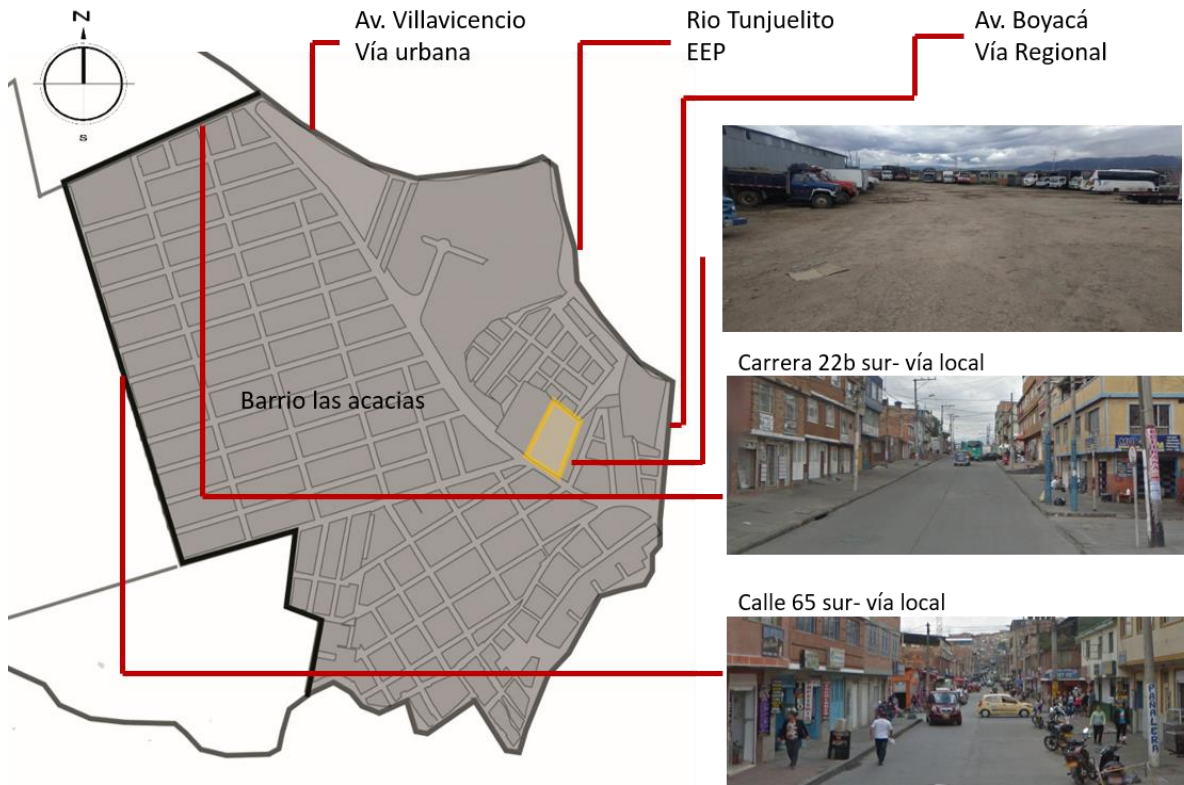 Av. Villavicencio
Vía urbana
Rio Tunjuelito
EEP
Av. Boyacá
Vía Regional
N
s
Barrio las acacias
Carrera 22b sur- vía local
Calle 65 sur- vía local
PAÑALERA